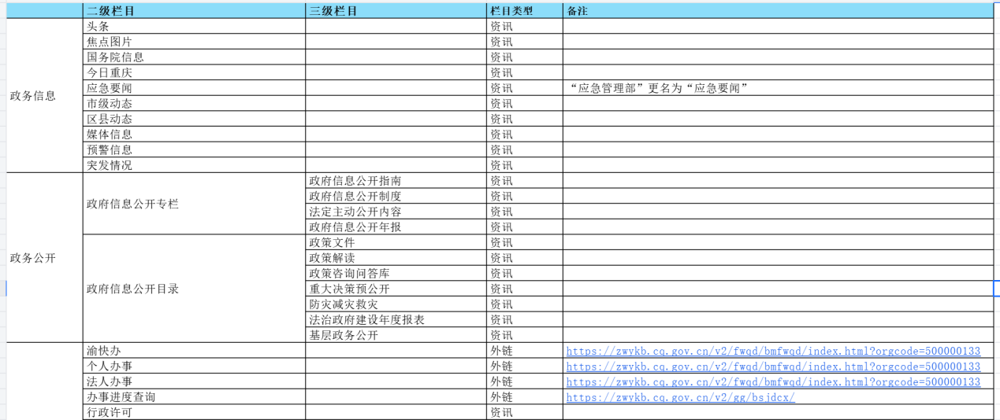 二级栏目 三级栏目 栏目类型 备注
头条 资讯
焦点图片 资讯
国务院信息 资讯
今日重庆 资讯
应急要闻 资讯 “应急管理部”更名为“应急要闻”
政务信息
市级动态 资讯
区县动态 资讯
媒体信息 资讯
预警信息 资讯
突发情况 资讯
政府信息公开指南 资讯
政府信息公开制度 资讯
政府信息公开专栏
法定主动公开内容 资讯
政府信息公开年报 资讯
政策文件 资讯
政务公开
政策解读 资讯
政策咨询问答库 资讯
政府信息公开目录 重大决策预公开 资讯
防灾减灾救灾 资讯
法治政府建设年度报表 资讯
基层政务公开 资讯
渝快办 外链 https://zwykb.cq.gov.cn/v2/fwqd/bmfwqd/index.html?orgcode=500000133
个人办事 外链 https://zwykb.cq.gov.cn/v2/fwqd/bmfwqd/index.html?orgcode=500000133
法人办事 外链 https://zwykb.cq.gov.cn/v2/fwqd/bmfwqd/index.html?orgcode=500000133
办事进度查询 外链 https://zwykb.cq.gov.cn/v2/gg/bsjdcx/
行政许可 资讯